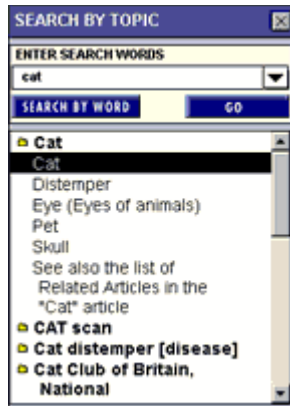 SEARCH BY TOPIC
ENTER SEARCH WORDS
cat
SEARCH BY WORD
GO
Cat
Cat
Distemper
Eye (Eyes of animals)
Pet
Skull
See also the list of
Related Articles in the
"Cat" article
CAT scan
Cat distemper [disease]
Cat Club of Britain,
National